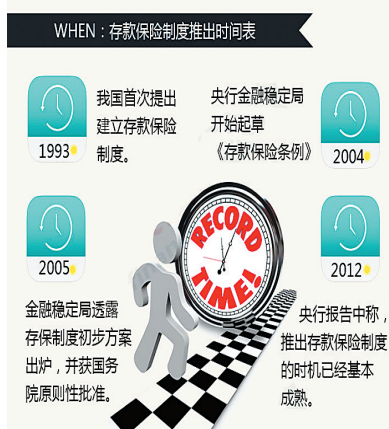 WHEN：存款保险制度推出时间表
1993
我国首次提出
建立存款保险
制度。
央行金融稳定局
开始起草
《存款保险条例》
2004
2005
金融稳定局透露
存保制度初步方案
出炉，并获国务
院原则性批准。
RECORD
TIME!
2012
央行报告中称，
推出存款保险制度
的时机已经基本
成熟。